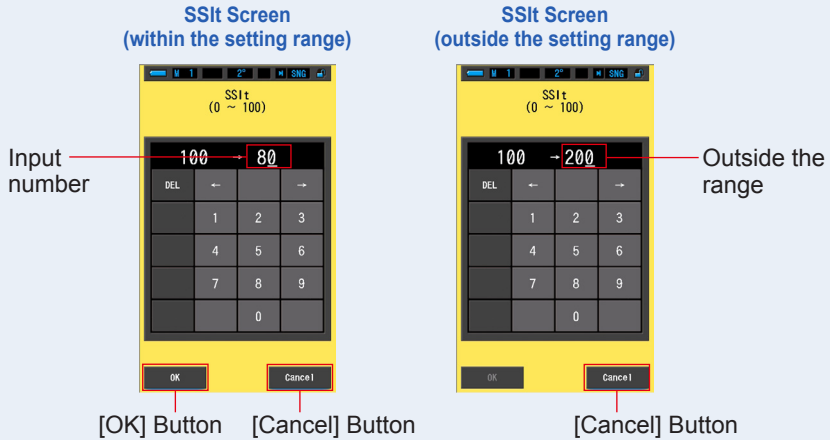 SSIt Screen
(within the setting range)
M 1 2° SNG
SSIt
(0 ~ 100)
Input
number
100 → 80
DEL ← →
1 2 3
4 5 6
7 8 9
0
OK Cancel
[OK] Button [Cancel] Button
SSIt Screen
(outside the setting range)
M 1 2° SNG
SSIt
(0 ~ 100)
100 → 200
Outside the
range
DEL ← →
1 2 3
4 5 6
7 8 9
0
OK Cancel
[Cancel] Button